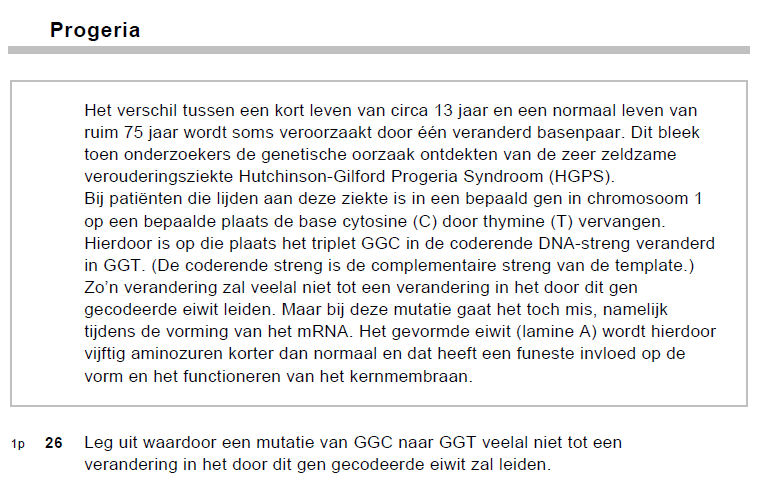 Progeria
Het verschil tussen een kort leven van circa 13 jaar en een normaal leven van
ruim 75 jaar wordt soms veroorzaakt door één veranderd basenpaar. Dit bleek
toen onderzoekers de genetische oorzaak ontdekten van de zeer zeldzame
verouderingsziekte Hutchinson-Gilford Progeria Syndroom (HGPS).
Bij patiënten die lijden aan deze ziekte is in een bepaald gen in chromosoom 1
op een bepaalde plaats de base cytosine (C) door thymine (T) vervangen.
Hierdoor is op die plaats het triplet GGC in de coderende DNA-streng veranderd
in GGT. (De coderende streng is de complementaire streng van de template.)
Zo’n verandering zal veelal niet tot een verandering in het door dit gen
gecodeerde eiwit leiden. Maar bij deze mutatie gaat het toch mis, namelijk
tijdens de vorming van het mRNA. Het gevormde eiwit (lamine A) wordt hierdoor
vijftig aminozuren korter dan normaal en dat heeft een funeste invloed op de
vorm en het functioneren van het kernmembraan.
1p 26 Leg uit waardoor een mutatie van GGC naar GGT veelal niet tot een
verandering in het door dit gen gecodeerde eiwit zal leiden.